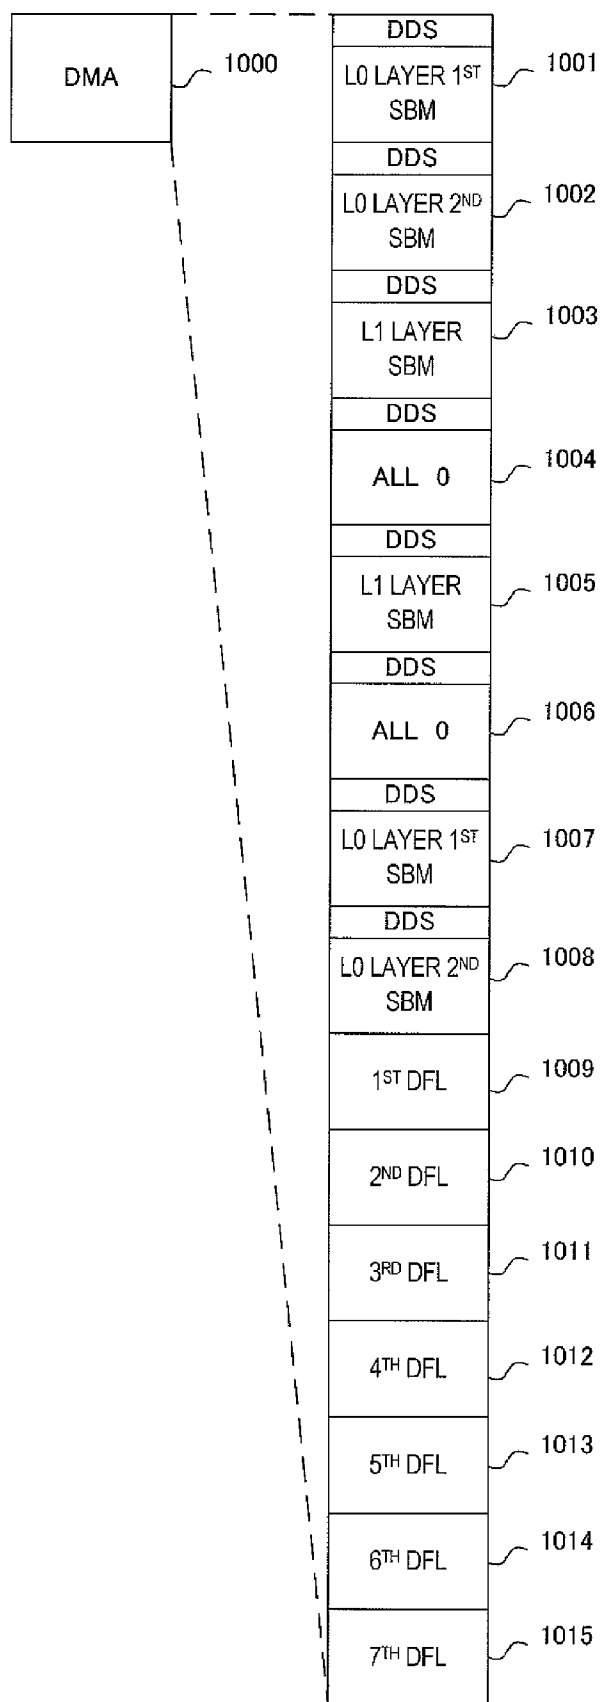 DMA
1000
DDS
L0 LAYER 1ST
SBM
1001
DDS
L0 LAYER 2ND
SBM
1002
DDS
L1 LAYER
SBM
1003
DDS
ALL 0
1004
DDS
L1 LAYER
SBM
1005
DDS
ALL 0
1006
DDS
L0 LAYER 1ST
SBM
1007
DDS
L0 LAYER 2ND
SBM
1008
1ST DFL
1009
2ND DFL
1010
3RD DFL
1011
4TH DFL
1012
5TH DFL
1013
6TH DFL
1014
7TH DFL
1015